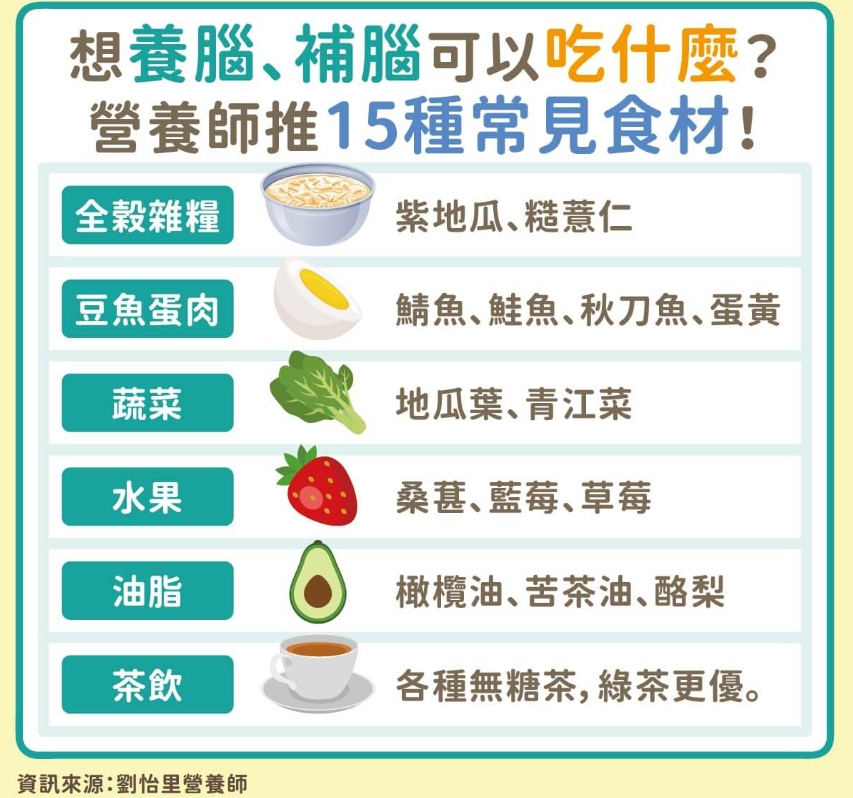 想養腦、補腦可以吃什麼？
營養師推15種常見食材！
全穀雜糧 紫地瓜、糙薏仁
豆魚蛋肉 鯖魚、鮭魚、秋刀魚、蛋黃
蔬菜 地瓜葉、青江菜
水果 桑葚、藍莓、草莓
油脂 橄欖油、苦茶油、酪梨
茶飲 各種無糖茶，綠茶更優。
資訊來源：劉怡里營養師